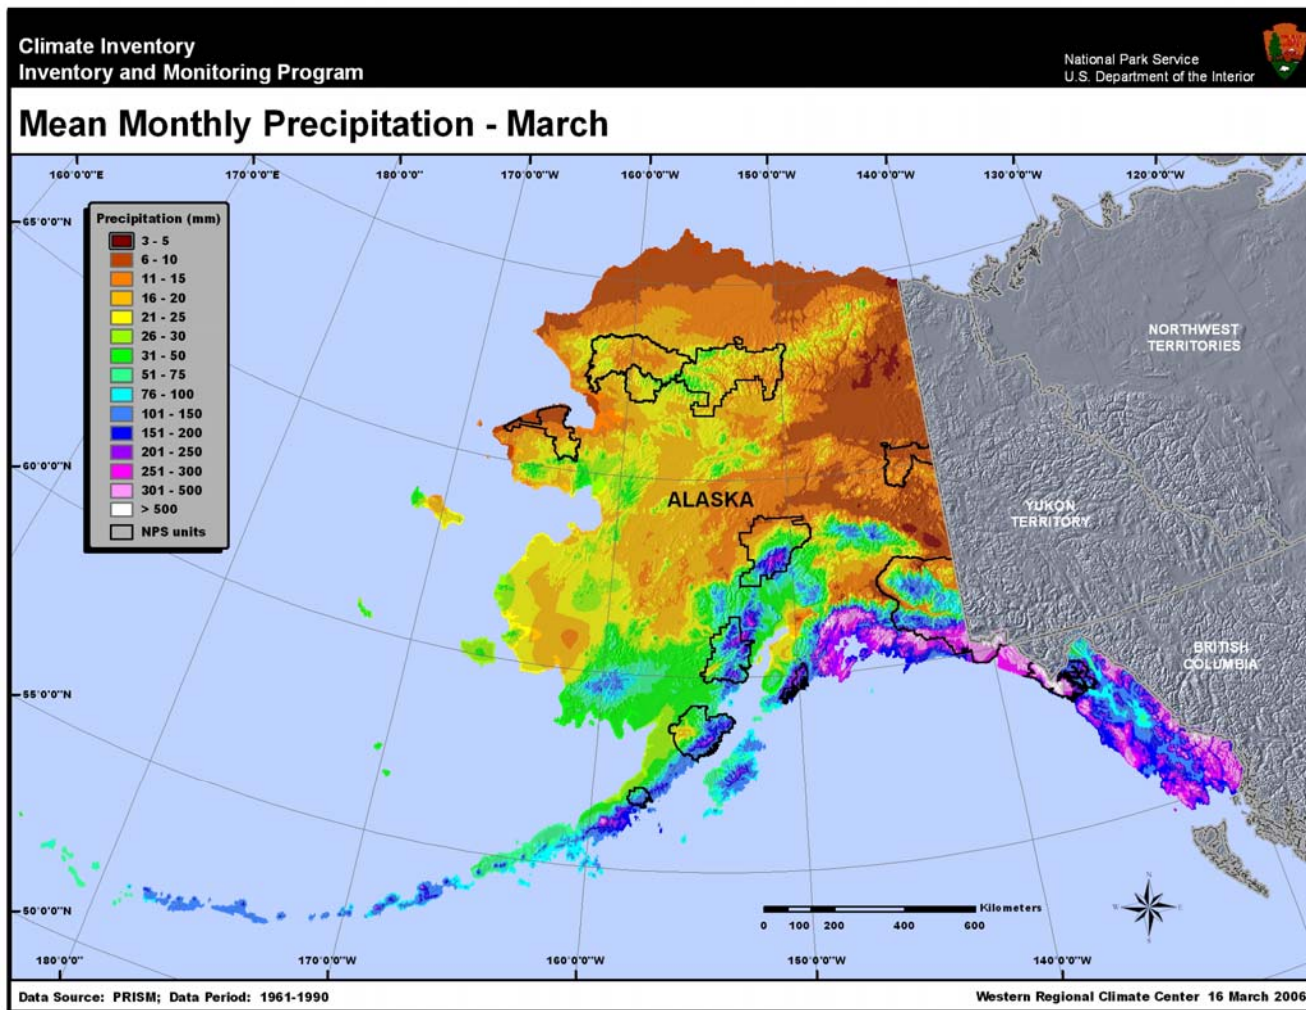 Climate Inventory
Inventory and Monitoring Program
National Park Service
U.S. Department of the Interior
Mean Monthly Precipitation - March
160°0'0"E
170°0'0"E
180°0'0"
170°0'0"W
160°0'0"W
150°0'0"W
140°0'0"W
130°0'0"W
120°0'0"W
65°0'0"N
Precipitation (mm)
3 - 5
6 - 10
11 - 15
16 - 20
21 - 25
26 - 30
31 - 50
51 - 75
76 - 100
101 - 150
151 - 200
201 - 250
251 - 300
301 - 500
> 500
NPS units
NORTHWEST
TERRITORIES
60°0'0"N
ALASKA
YUKON
TERRITORY
BRITISH
COLUMBIA
55°0'0"N
50°0'0"N
N
W
E
S
Kilometers
0 100 200 400 600
180°0'0"
170°0'0"W
160°0'0"W
150°0'0"W
140°0'0"W
Data Source: PRISM; Data Period: 1961-1990
Western Regional Climate Center 16 March 2006